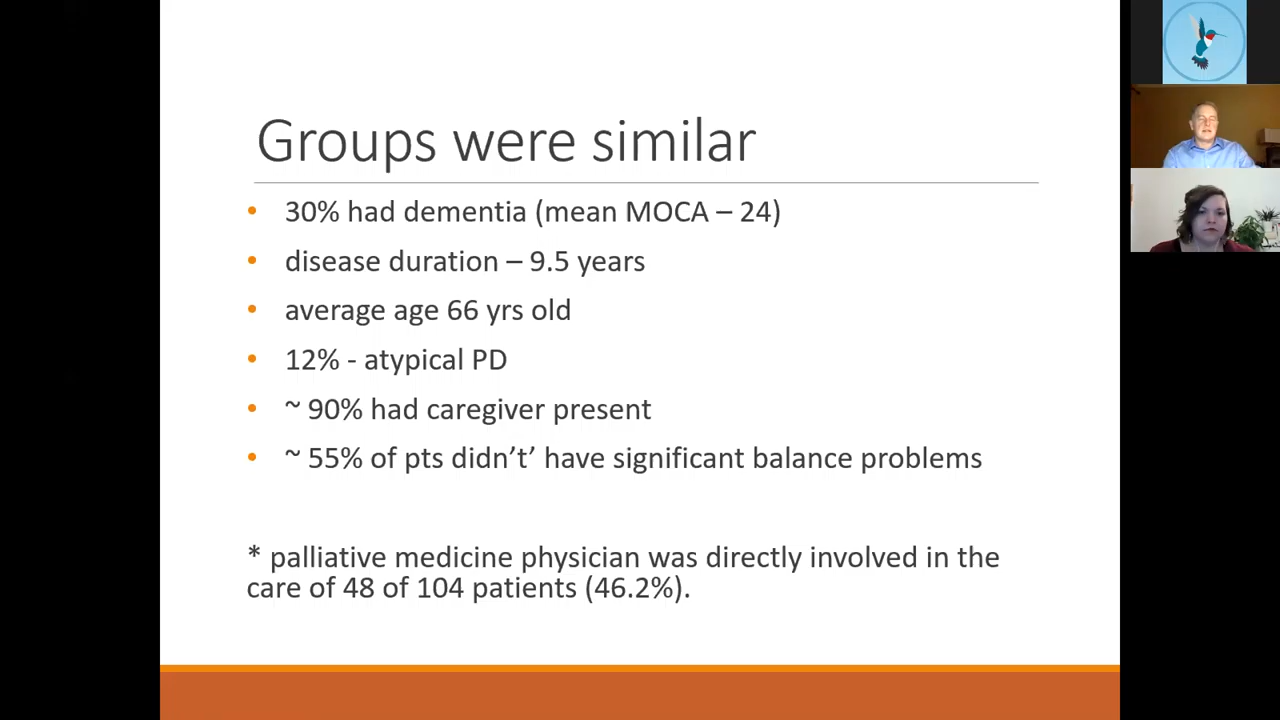 Groups were similar
• 30% had dementia (mean MOCA – 24)
• disease duration – 9.5 years
• average age 66 yrs old
• 12% - atypical PD
• ~ 90% had caregiver present
• ~ 55% of pts didn’t’ have significant balance problems
* palliative medicine physician was directly involved in the
care of 48 of 104 patients (46.2%).